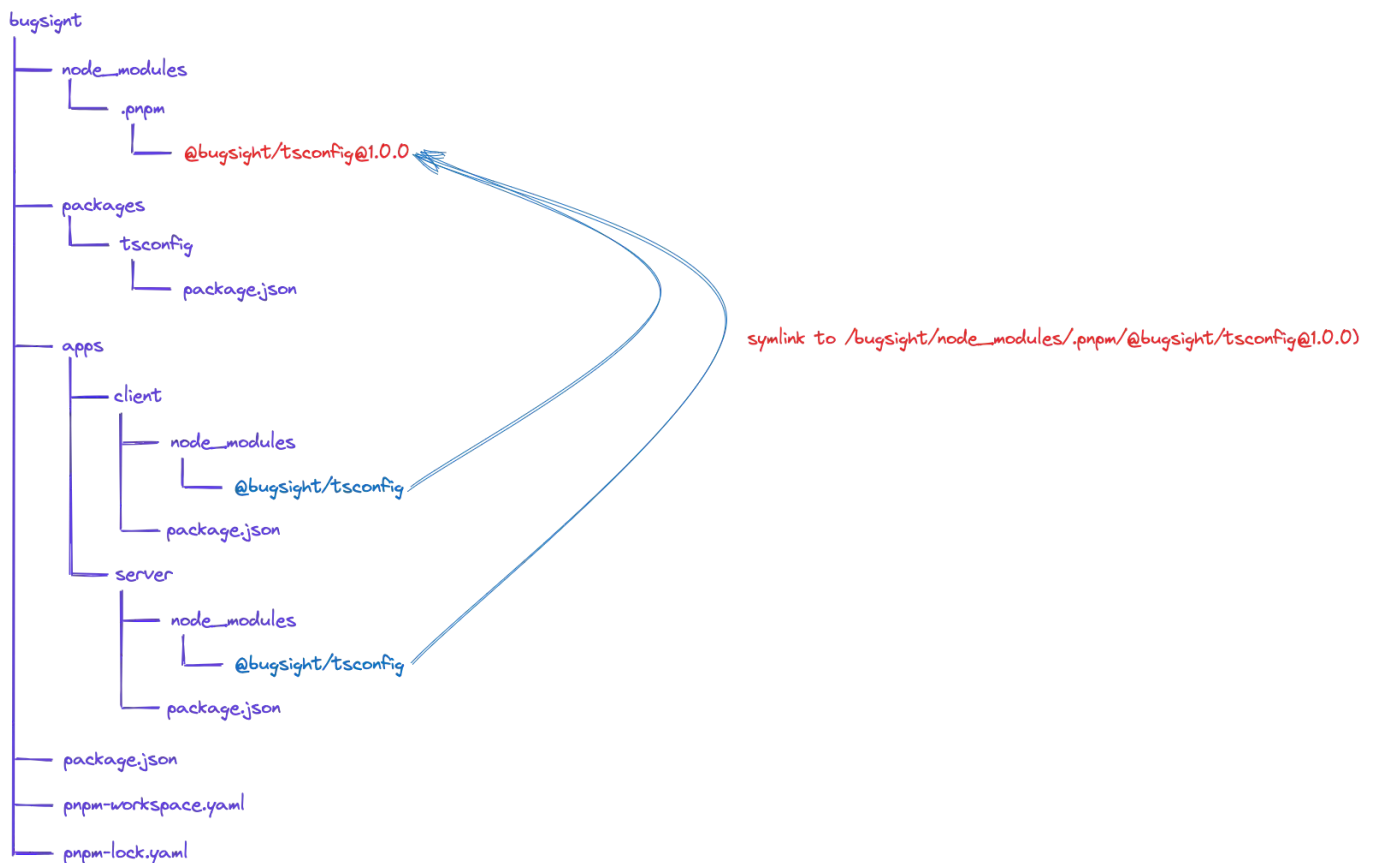 bugsignt
node_modules
.pnpm
@bugsight/tsconfig@1.0.0
packages
tsconfig
package.json
symlink to /bugsight/node_modules/.pnpm/@bugsight/tsconfig@1.0.0)
apps
client
node_modules
@bugsight/tsconfig
package.json
server
node_modules
@bugsight/tsconfig
package.json
package.json
pnpm-workspace.yaml
pnpm-lock.yaml